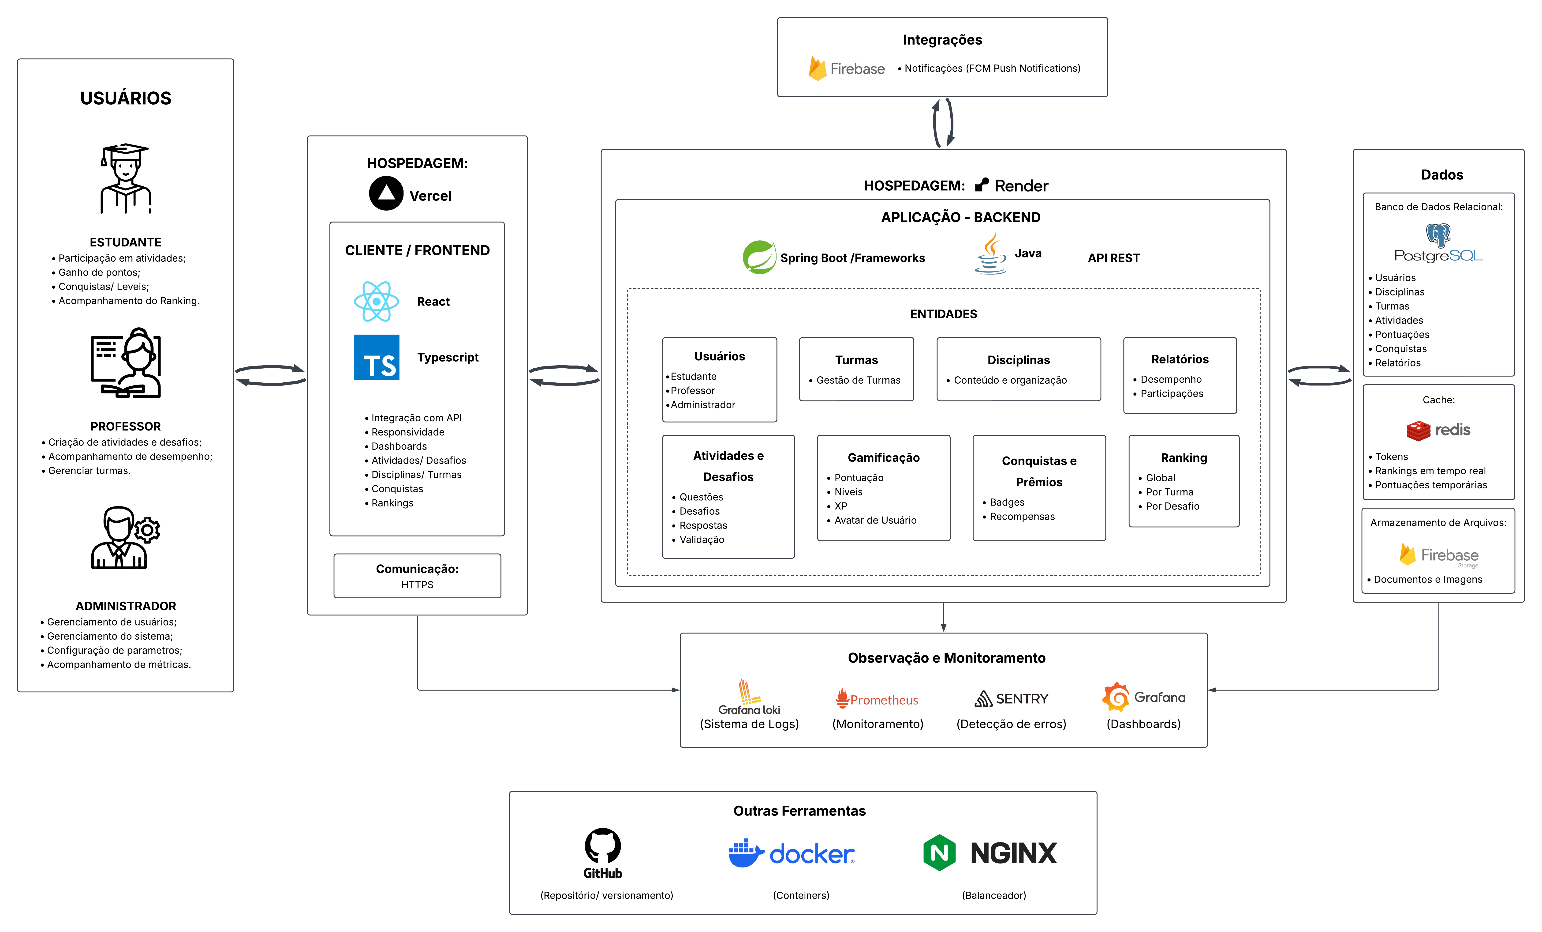 Integrações
Firebase
• Notificações (FCM Push Notifications)
USUÁRIOS
ESTUDANTE
• Participação em atividades;
• Ganho de pontos;
• Conquistas/ Leveis;
• Acompanhamento do Ranking.
PROFESSOR
• Criação de atividades e desafios;
• Acompanhamento de desempenho;
• Gerenciar turmas.
ADMINISTRADOR
• Gerenciamento de usuários;
• Gerenciamento do sistema;
• Configuração de parametros;
• Acompanhamento de métricas.
HOSPEDAGEM:
Vercel
CLIENTE / FRONTEND
React
TS
Typescript
• Integração com API
• Responsividade
• Dashboards
• Atividades/ Desafios
• Disciplinas/ Turmas
• Conquistas
• Rankings
Comunicação:
HTTPS
HOSPEDAGEM: Render
APLICAÇÃO - BACKEND
Spring Boot /Frameworks
Java
API REST
ENTIDADES
Usuários
•Estudante
•Professor
•Administrador
Turmas
• Gestão de Turmas
Disciplinas
• Conteúdo e organização
Relatórios
• Desempenho
• Participações
Atividades e
Desafios
• Questões
• Desafios
• Respostas
• Validação
Gamificação
• Pontuação
• Niveis
• XP
• Avatar de Usuário
Conquistas e
Prêmios
• Badges
• Recompensas
Ranking
• Global
• Por Turma
• Por Desafio
Dados
Banco de Dados Relacional:
PostgreSQL
• Usuários
• Disciplinas
• Turmas
• Atividades
• Pontuações
• Conquistas
• Relatórios
Cache:
redis
• Tokens
• Rankings em tempo real
• Pontuações temporárias
Armazenamento de Arquivos:
Firebase
Storage
• Documentos e Imagens
Observação e Monitoramento
Grafana loki
(Sistema de Logs)
Prometheus
(Monitoramento)
SENTRY
(Detecção de erros)
Grafana
(Dashboards)
Outras Ferramentas
GitHub
(Repositório/ versionamento)
docker
(Conteiners)
N NGINX
(Balanceador)